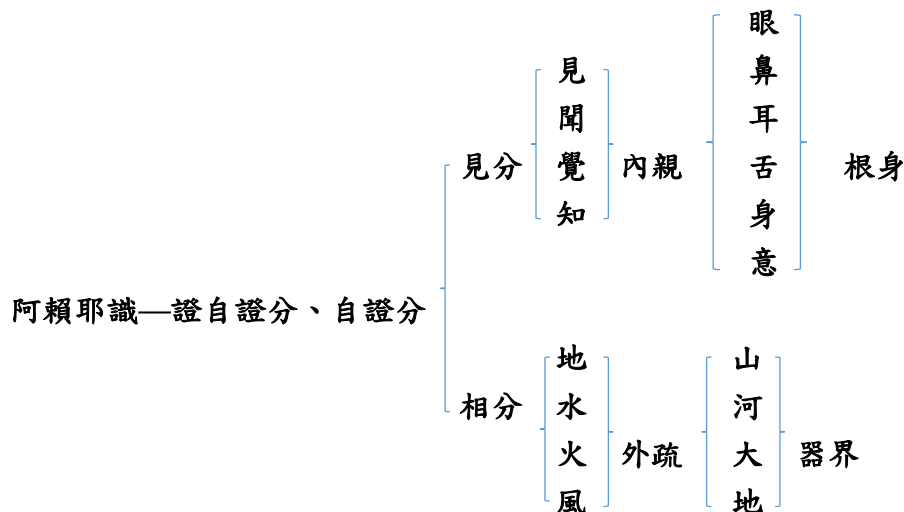 阿賴耶識—證自證分、自證分
見分
見
聞
覺
知
內親
眼
鼻
耳
舌
身
意
根身
相分
地
水
火
風
外疏
山
河
大
地
器界